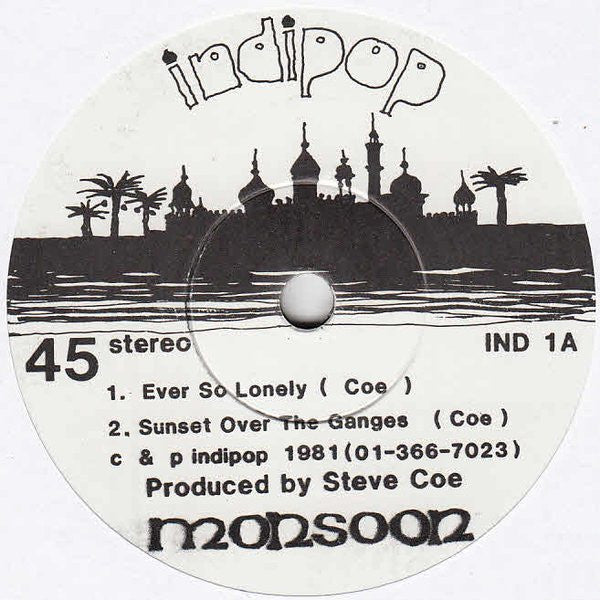 indipop
45 stereo IND 1A
1. Ever So Lonely ( Coe )
2. Sunset Over The Ganges (Coe)
c & p indipop 1981(01-366-7023)
Produced by Steve Coe
monsoon